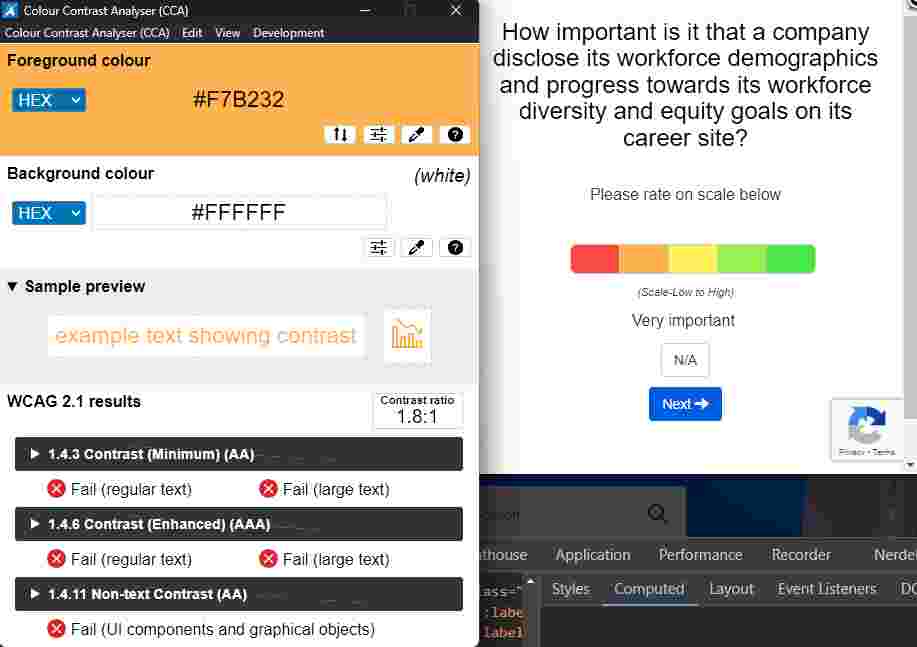 Colour Contrast Analyser (CCA)
Colour Contrast Analyser (CCA) Edit View Development
Foreground colour
HEX
#F7B232
Background colour
(white)
HEX
#FFFFFF
▼ Sample preview
example text showing contrast
WCAG 2.1 results
Contrast ratio
1.8:1
1.4.3 Contrast (Minimum) (AA)
Fail (regular text) Fail (large text)
1.4.6 Contrast (Enhanced) (AAA)
Fail (regular text) Fail (large text)
1.4.11 Non-text Contrast (AA)
Fail (UI components and graphical objects)
How important is it that a company
disclose its workforce demographics
and progress towards its workforce
diversity and equity goals on its
career site?
Please rate on scale below
(Scale-Low to High)
Very important
N/A
Next
Privacy • Terms
thouse Application Performance Recorder Nerde
Styles Computed Layout Event Listeners DO
lass="
:labe
label